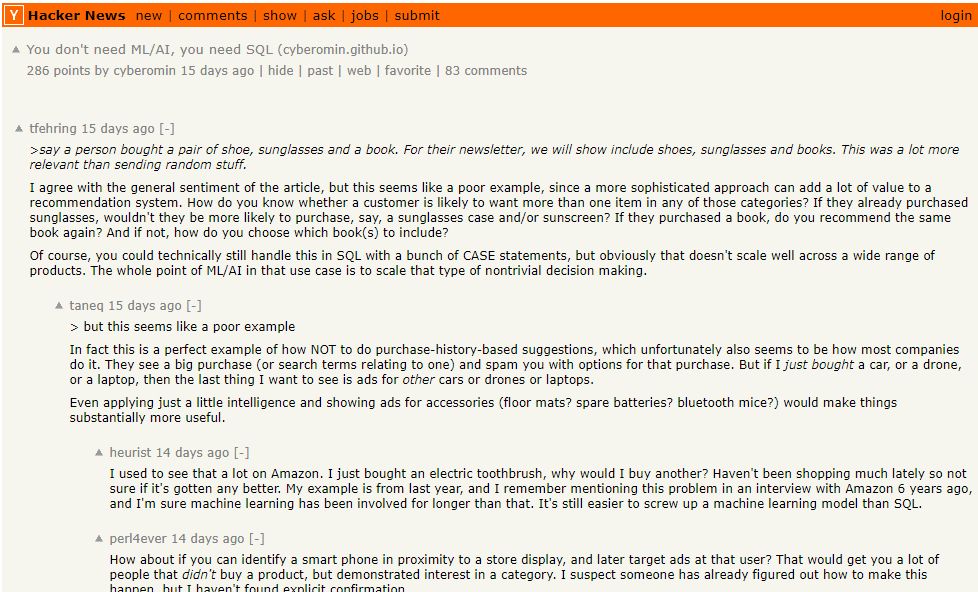 Y Hacker News new | comments | show | ask | jobs | submit login
You don't need ML/AI, you need SQL (cyberomin.github.io)
286 points by cyberomin 15 days ago | hide | past | web | favorite | 83 comments
tfehring 15 days ago [-]
>say a person bought a pair of shoe, sunglasses and a book. For their newsletter, we will show include shoes, sunglasses and books. This was a lot more
relevant than sending random stuff.
I agree with the general sentiment of the article, but this seems like a poor example, since a more sophisticated approach can add a lot of value to a
recommendation system. How do you know whether a customer is likely to want more than one item in any of those categories? If they already purchased
sunglasses, wouldn't they be more likely to purchase, say, a sunglasses case and/or sunscreen? If they purchased a book, do you recommend the same
book again? And if not, how do you choose which book(s) to include?
Of course, you could technically still handle this in SQL with a bunch of CASE statements, but obviously that doesn't scale well across a wide range of
products. The whole point of ML/AI in that use case is to scale that type of nontrivial decision making.
taneq 15 days ago [-]
> but this seems like a poor example
In fact this is a perfect example of how NOT to do purchase-history-based suggestions, which unfortunately also seems to be how most companies
do it. They see a big purchase (or search terms relating to one) and spam you with options for that purchase. But if I just bought a car, or a drone,
or a laptop, then the last thing I want to see is ads for other cars or drones or laptops.
Even applying just a little intelligence and showing ads for accessories (floor mats? spare batteries? bluetooth mice?) would make things
substantially more useful.
heurist 14 days ago [-]
I used to see that a lot on Amazon. I just bought an electric toothbrush, why would I buy another? Haven't been shopping much lately so not
sure if it's gotten any better. My example is from last year, and I remember mentioning this problem in an interview with Amazon 6 years ago,
and I'm sure machine learning has been involved for longer than that. It's still easier to screw up a machine learning model than SQL.
perl4ever 14 days ago [-]
How about if you can identify a smart phone in proximity to a store display, and later target ads at that user? That would get you a lot of
people that didn't buy a product, but demonstrated interest in a category. I suspect someone has already figured out how to make this
happen, but I haven't found explicit confirmation.